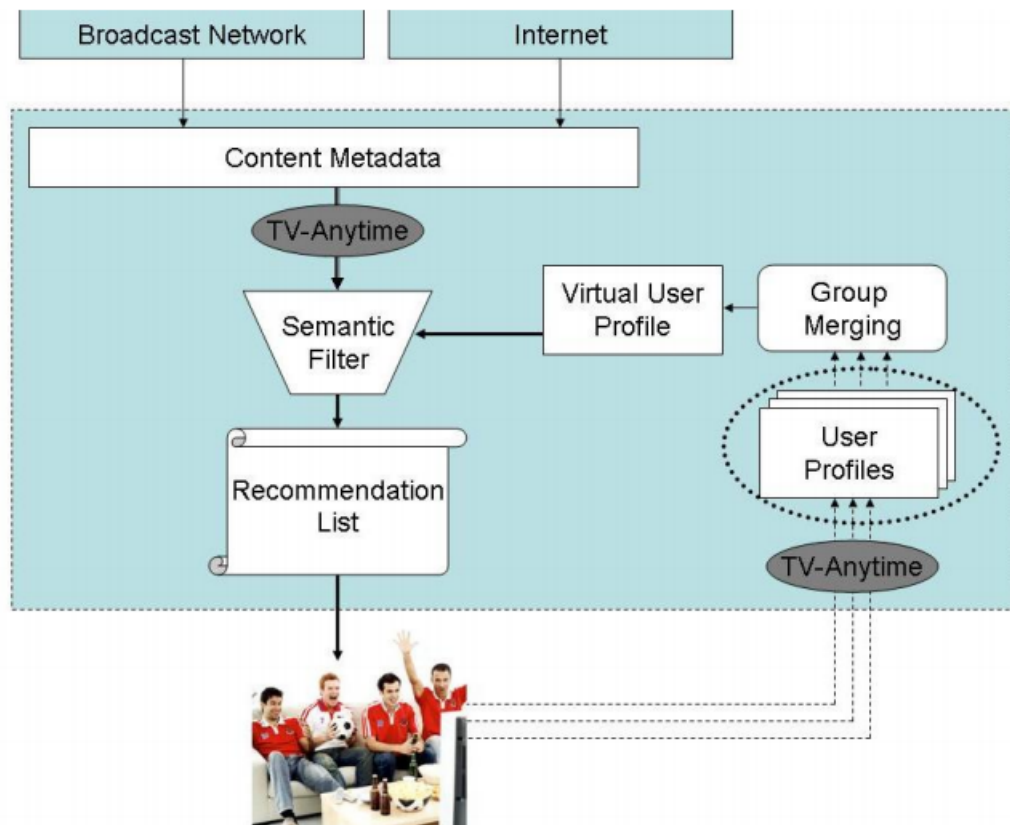 Broadcast Network
Internet
Content Metadata
TV-Anytime
Virtual User
Profile
Group
Merging
Semantic
Filter
User
Profiles
Recommendation
List
TV-Anytime